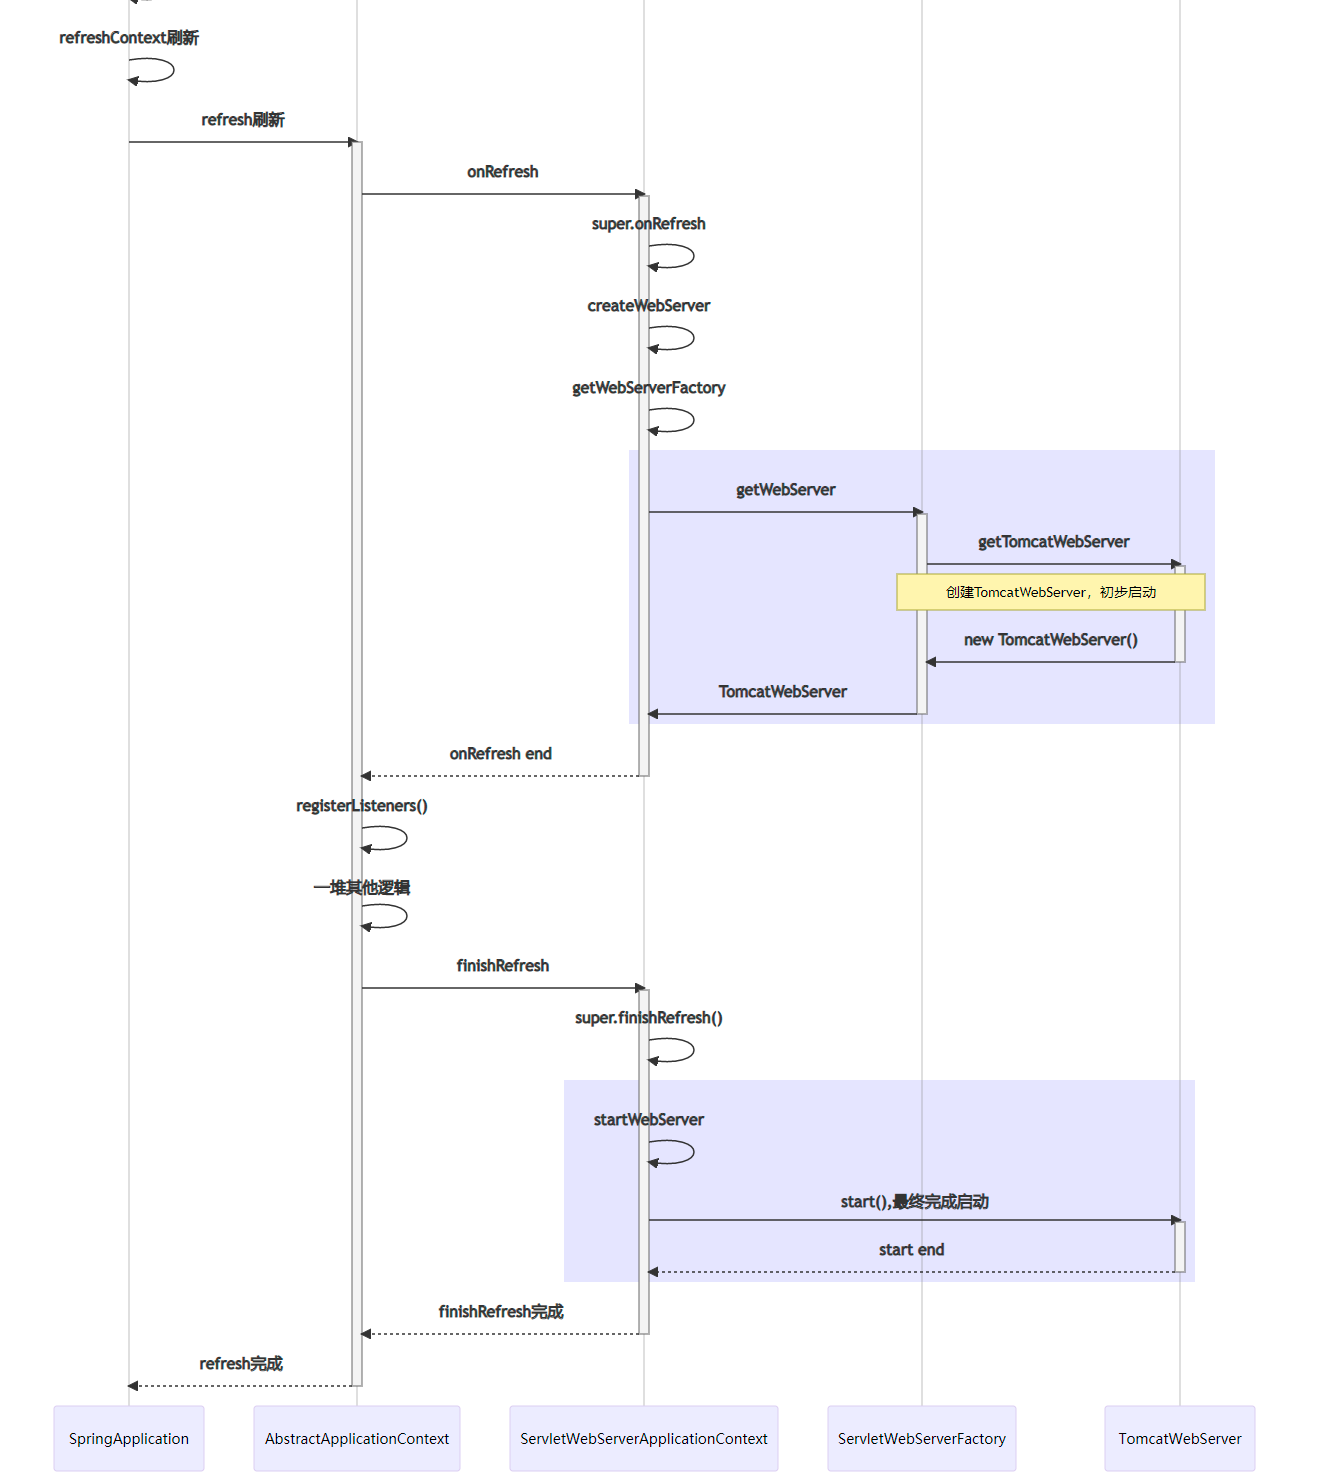 refreshContext刷新
refresh刷新
onRefresh
super.onRefresh
createWebServer
getWebServerFactory
getWebServer
getTomcatWebServer
创建TomcatWebServer，初步启动
new TomcatWebServer()
TomcatWebServer
onRefresh end
registerListeners()
一堆其他逻辑
finishRefresh
super.finishRefresh()
startWebServer
start(),最终完成启动
start end
finishRefresh完成
refresh完成
SpringApplication
AbstractApplicationContext
ServletWebServerApplicationContext
ServletWebServerFactory
TomcatWebServer